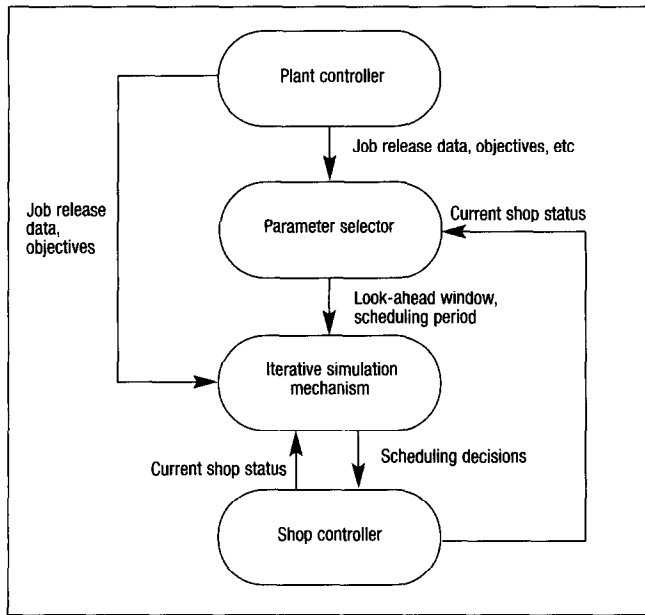 Plant controller
Job release data, objectives, etc
Job release
data,
objectives
Parameter selector
Current shop status
Look-ahead window,
scheduling period
Iterative simulation
mechanism
Current shop status
Scheduling decisions
Shop controller